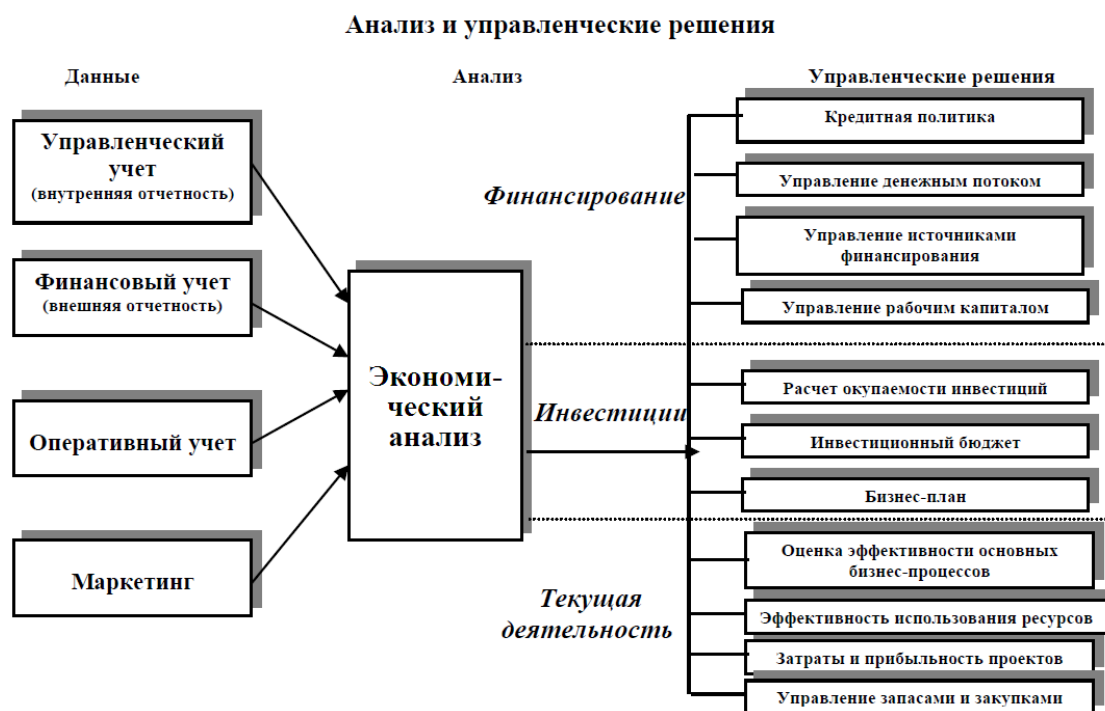 Анализ и управленческие решения
Данные
Анализ
Управленческие решения
Управленческий
учет
(внутренняя отчетность)
Финансовый учет
(внешняя отчетность)
Оперативный учет
Маркетинг
Экономи-
ческий
анализ
Финансирование
Кредитная политика
Управление денежным потоком
Управление источниками
финансирования
Управление рабочим капиталом
Инвестиции
Расчет окупаемости инвестиций
Инвестиционный бюджет
Бизнес-план
Текущая
деятельность
Оценка эффективности основных
бизнес-процессов
Эффективность использования ресурсов
Затраты и прибыльность проектов
Управление запасами и закупками